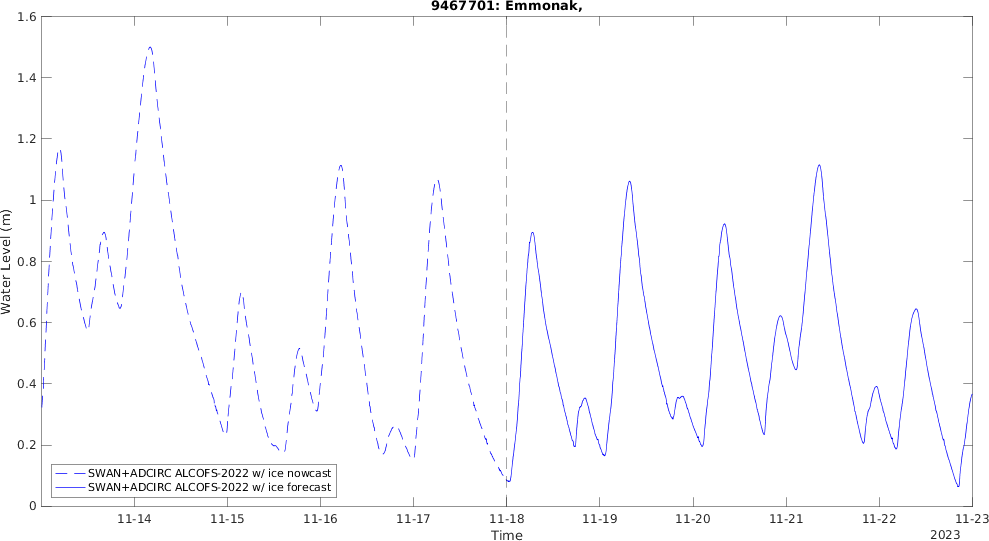 9467701: Emmonak,
Water Level (m)
1.6
1.4
1.2
1
0.8
0.6
0.4
0.2
0
SWAN+ADCIRC ALCOFS-2022 w/ ice nowcast
SWAN+ADCIRC ALCOFS-2022 w/ ice forecast
11-14 11-15 11-16 11-17 11-18 11-19 11-20 11-21 11-22 11-23
Time
2023